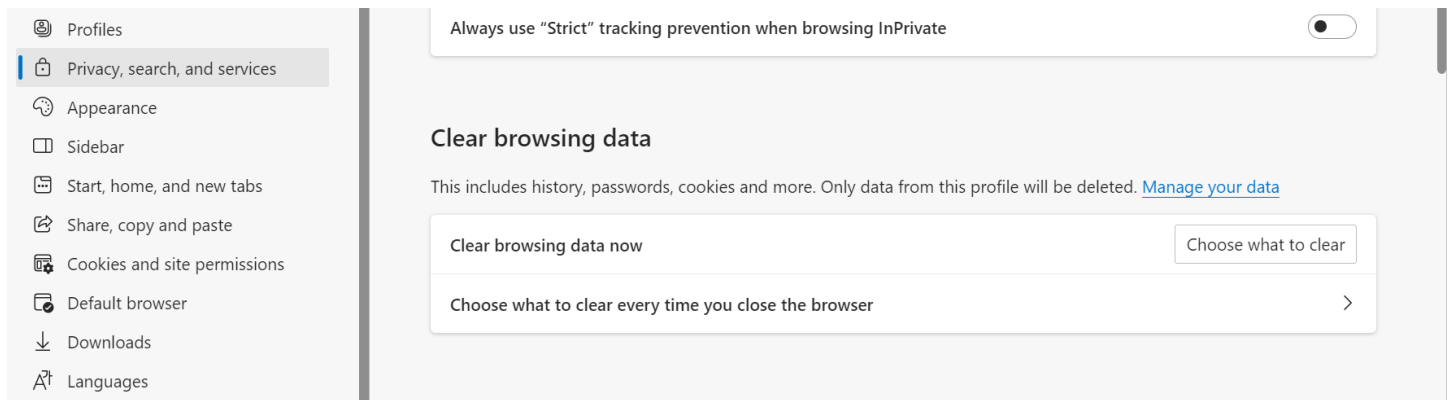 Profiles
Privacy, search, and services
Appearance
Sidebar
Start, home, and new tabs
Share, copy and paste
Cookies and site permissions
Default browser
Downloads
Languages
Always use “Strict” tracking prevention when browsing InPrivate
Clear browsing data
This includes history, passwords, cookies and more. Only data from this profile will be deleted. Manage your data
Clear browsing data now
Choose what to clear
Choose what to clear every time you close the browser